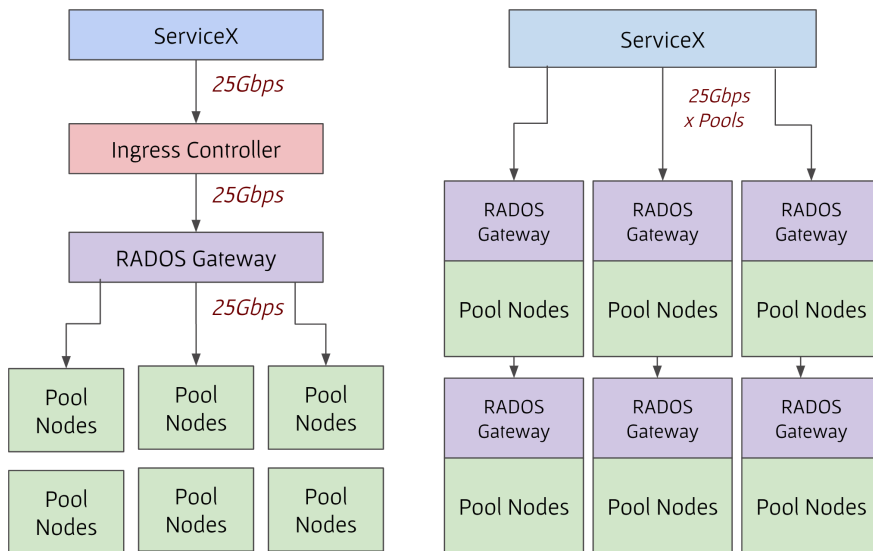 ServiceX
25Gbps
Ingress Controller
25Gbps
RADOS Gateway
25Gbps
Pool
Nodes
Pool
Nodes
Pool
Nodes
Pool
Nodes
Pool
Nodes
Pool
Nodes
ServiceX
25Gbps
x Pools
RADOS
Gateway
Pool Nodes
RADOS
Gateway
Pool Nodes
RADOS
Gateway
Pool Nodes
RADOS
Gateway
Pool Nodes
RADOS
Gateway
Pool Nodes
RADOS
Gateway
Pool Nodes